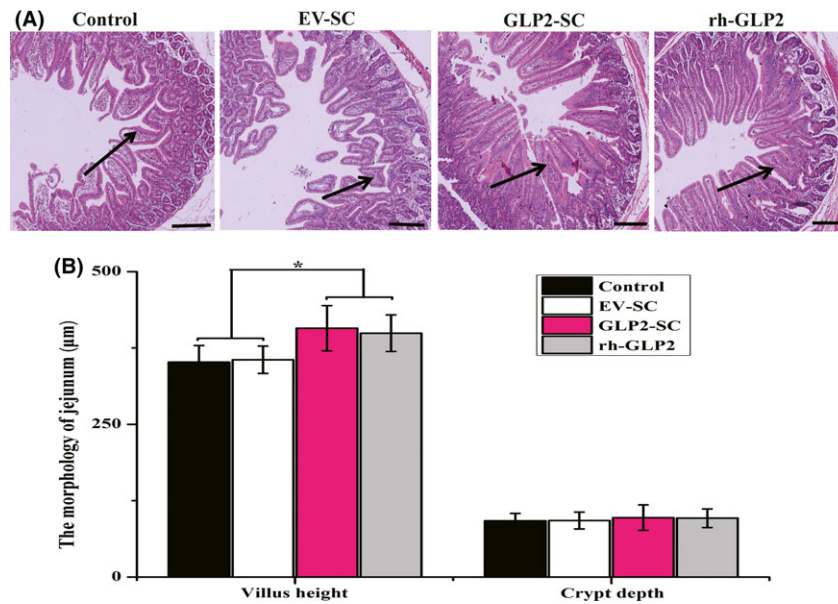 (A)
Control
EV-SC
GLP2-SC
rh-GLP2
(B)
The morphology of jejunum (μm)
500
250
0
*
Control
EV-SC
GLP2-SC
rh-GLP2
Villus height
Crypt depth